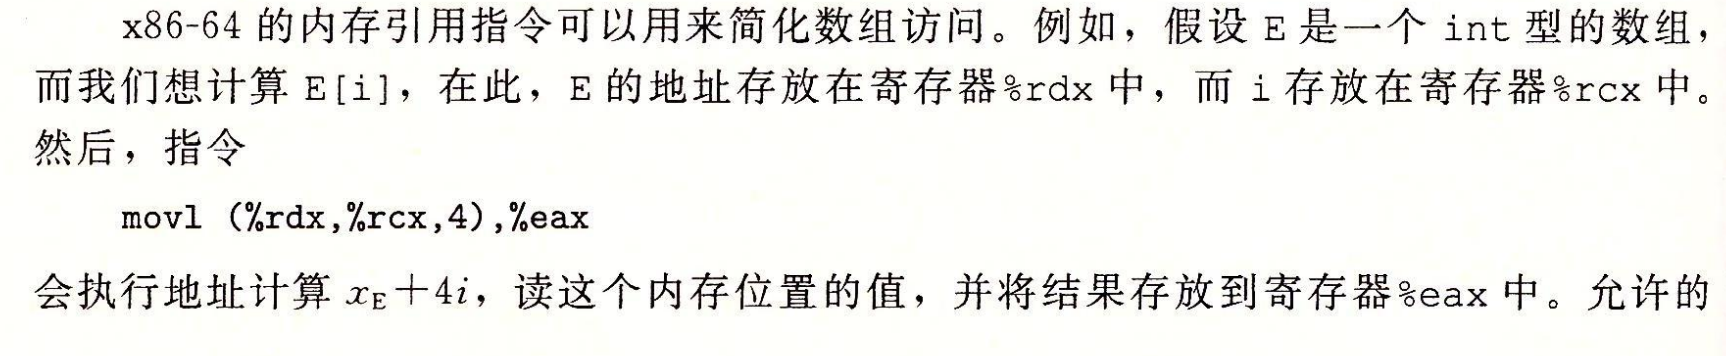 x86-64 的内存引用指令可以用来简化数组访问。例如，假设 E 是一个 int 型的数组，
而我们想计算 E[i]，在此，E 的地址存放在寄存器%rdx 中，而 i 存放在寄存器%rcx 中。
然后，指令
movl (%rdx,%rcx,4),%eax
会执行地址计算 xE＋4i，读这个内存位置的值，并将结果存放到寄存器%eax 中。允许的